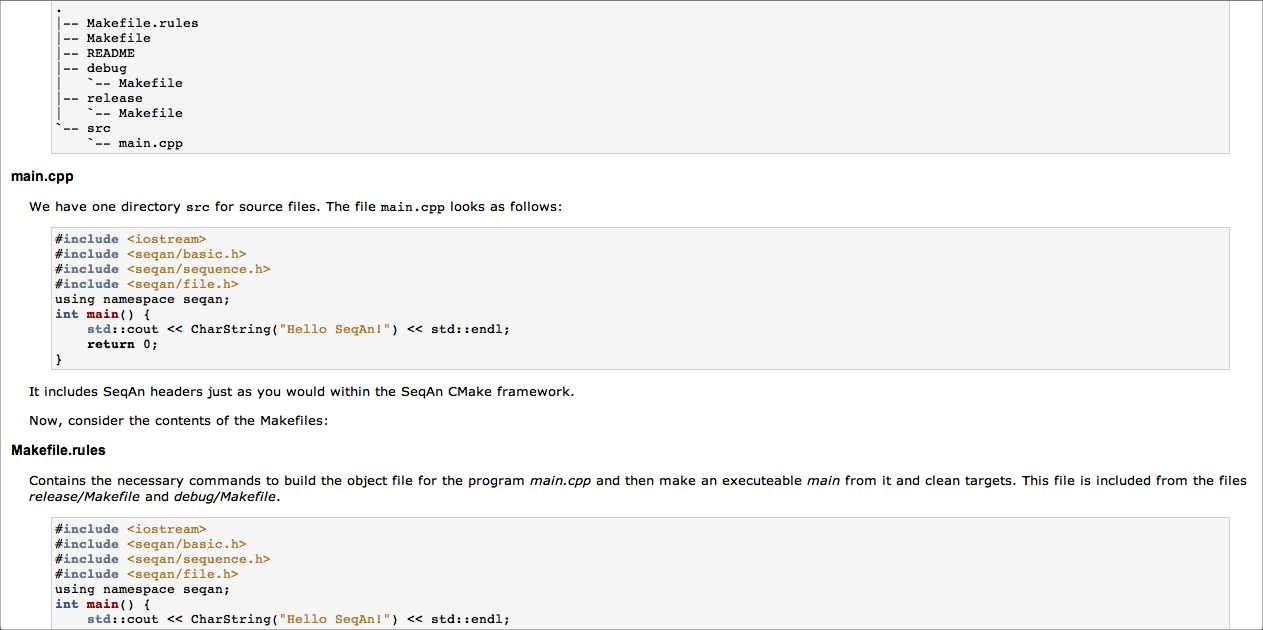 .
|-- Makefile.rules
|-- Makefile
|-- README
|-- debug
|   `-- Makefile
|-- release
|   `-- Makefile
`-- src
    `-- main.cpp
main.cpp
We have one directory src for source files. The file main.cpp looks as follows:
#include <iostream>
#include <seqan/basic.h>
#include <seqan/sequence.h>
#include <seqan/file.h>
using namespace seqan;
int main() {
    std::cout << CharString("Hello SeqAn!") << std::endl;
    return 0;
}
It includes SeqAn headers just as you would within the SeqAn CMake framework.
Now, consider the contents of the Makefiles:
Makefile.rules
Contains the necessary commands to build the object file for the program main.cpp and then make an executeable main from it and clean targets. This file is included from the files
release/Makefile and debug/Makefile.
#include <iostream>
#include <seqan/basic.h>
#include <seqan/sequence.h>
#include <seqan/file.h>
using namespace seqan;
int main() {
    std::cout << CharString("Hello SeqAn!") << std::endl;